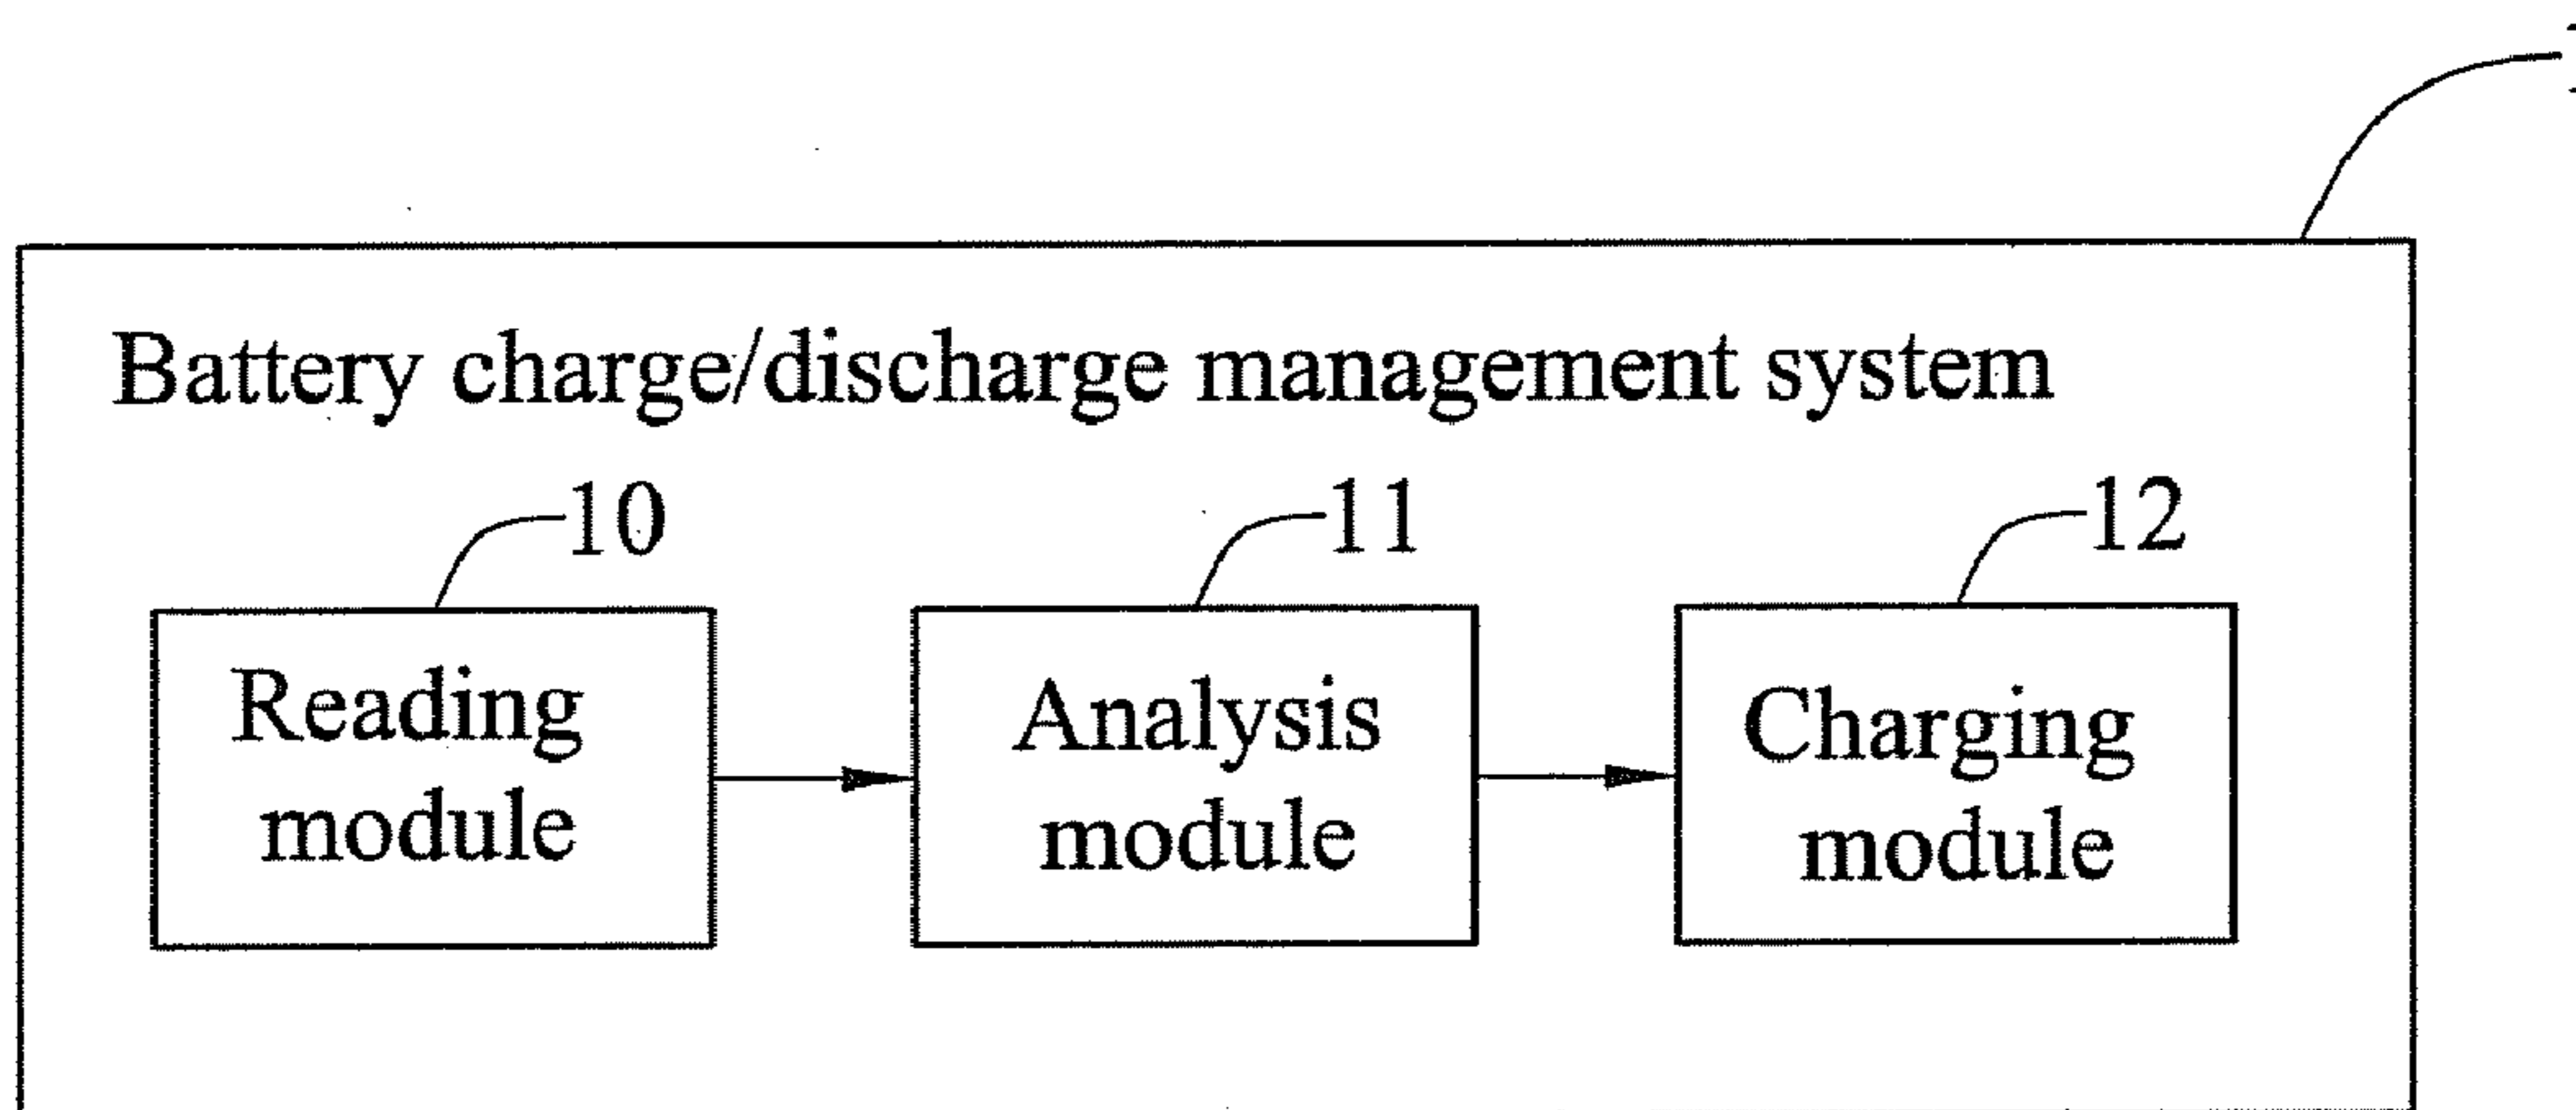 Battery charge/discharge management system
10
11
12
Reading
module
Analysis
module
Charging
module